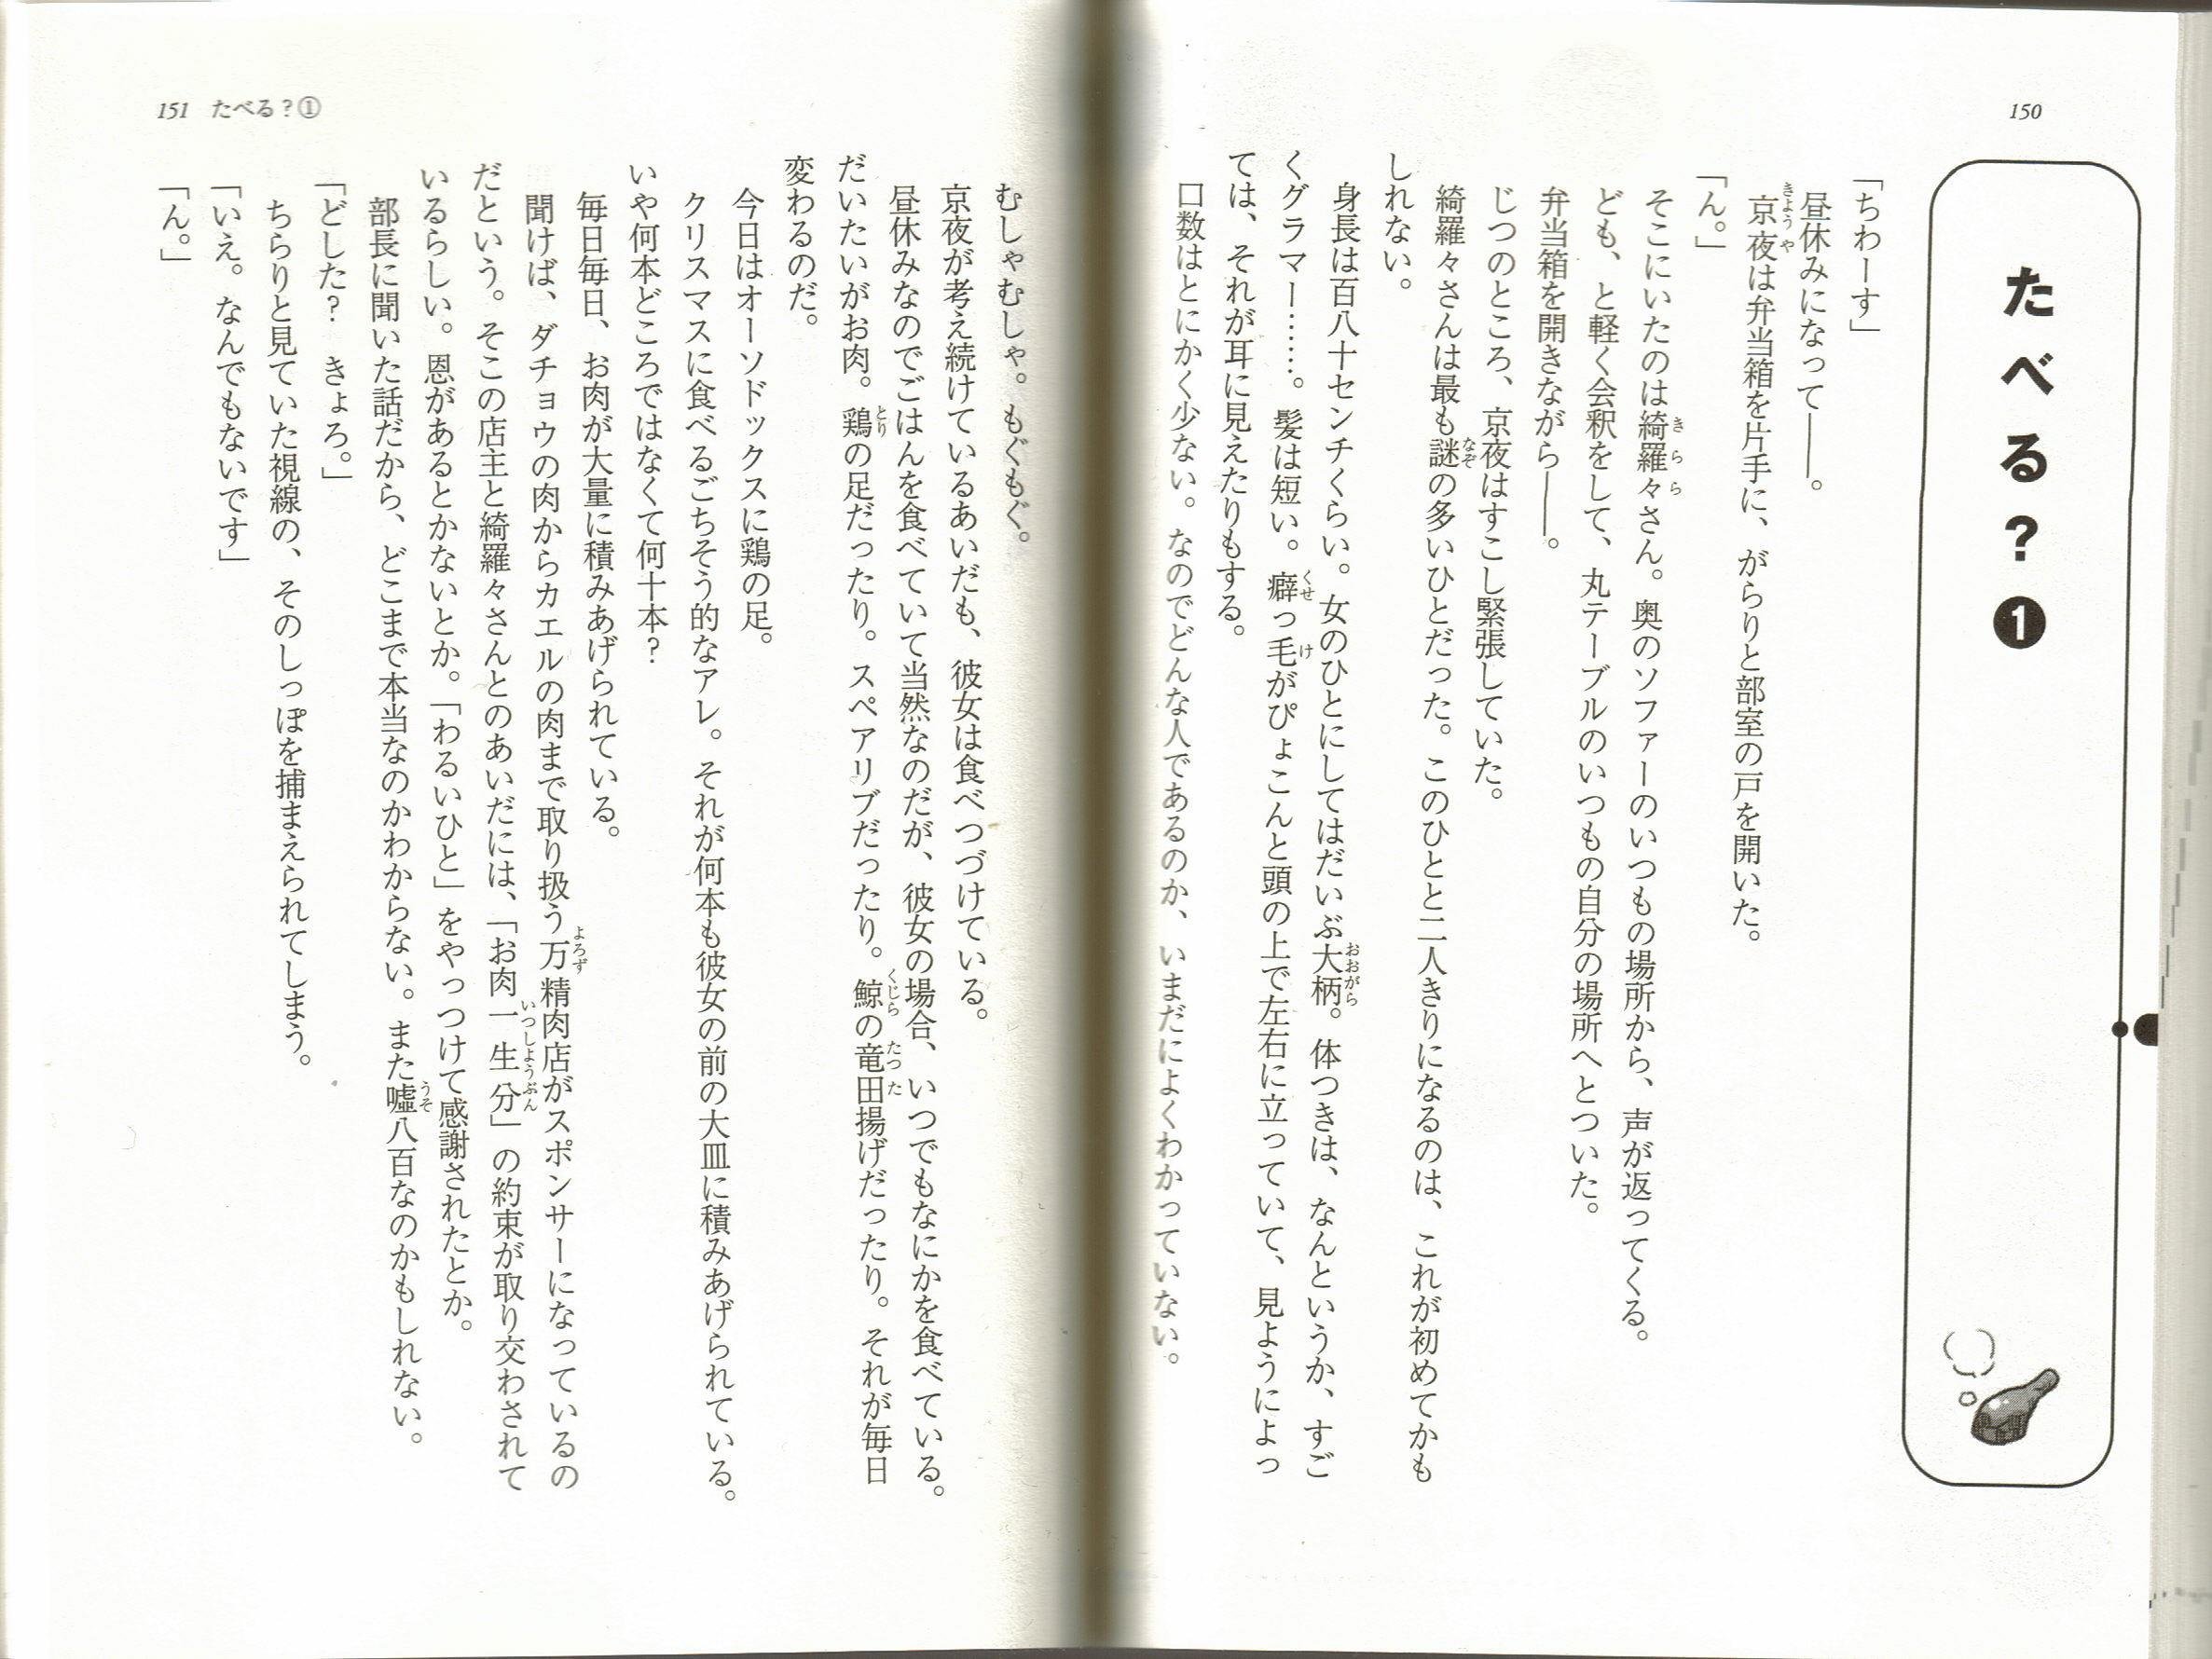 150
たべる？❶
「ちわーす」
昼休みになって――。
京夜は弁当箱を片手に、がらりと部室の戸を開いた。
「ん。」
そこにいたのは綺羅々さん。奥のソファーのいつもの場所から、声が返ってくる。
ども、と軽く会釈をして、丸テーブルのいつもの自分の場所へとついた。
弁当箱を開きながら――。
じつのところ、京夜はすこし緊張していた。
綺羅々さんは最も謎の多いひとだった。このひとと二人きりになるのは、これが初めてかも
しれない。
身長は百八十センチくらい。女のひとにしてはだいぶ大柄。体つきは、なんというか、すご
くグラマー……。髪は短い。癖っ毛がぴょこんと頭の上で左右に立っていて、見ようによっ
ては、それが耳に見えたりもする。
口数はとにかく少ない。なのでどんな人であるのか、いまだによくわかっていない。
151 たべる？①
むしゃむしゃ。もぐもぐ。
京夜が考え続けているあいだも、彼女は食べつづけている。
昼休みなのでごはんを食べていて当然なのだが、彼女の場合、いつでもなにかを食べている。
だいたいがお肉。鶏の足だったり。スペアリブだったり。鯨の竜田揚げだったり。それが毎日
変わるのだ。
今日はオーソドックスに鶏の足。
クリスマスに食べるごちそう的なアレ。それが何本も彼女の前の大皿に積みあげられている。
いや何本どころではなくて何十本？
毎日毎日、お肉が大量に積みあげられている。
聞けば、ダチョウの肉からカエルの肉まで取り扱う万精肉店がスポンサーになっているの
だという。そこの店主と綺羅々さんとのあいだには、「お肉一生分」の約束が取り交わされて
いるらしい。恩があるとかないとか。「わるいひと」をやっつけて感謝されたとか。
部長に聞いた話だから、どこまで本当なのかわからない。また嘘八百なのかもしれない。
「どした？　きょろ。」
ちらりと見ていた視線の、そのしっぽを捕まえられてしまう。
「いえ。なんでもないです」
「ん。」